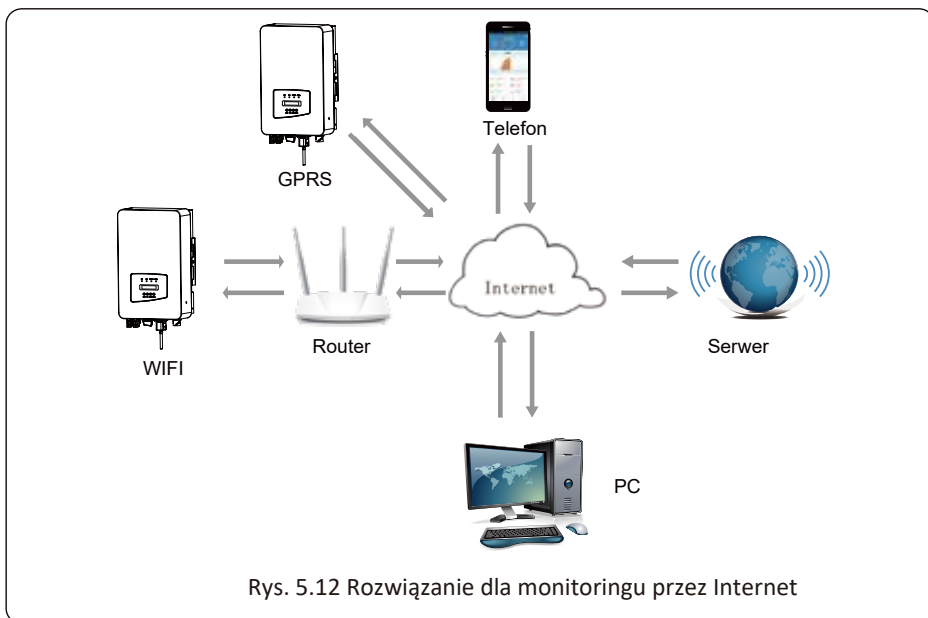 Telefon
GPRS
Internet
WIFI
Router
Serwer
PC
Rys. 5.12 Rozwiązanie dla monitoringu przez Internet